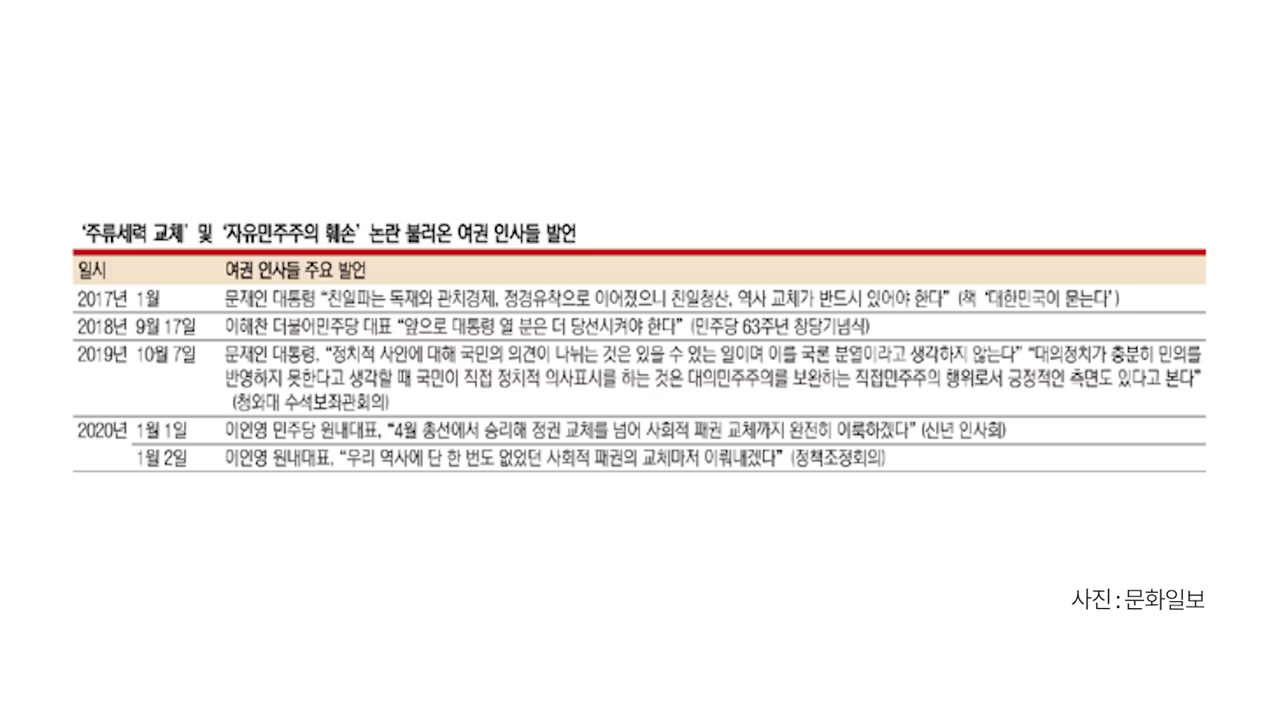 ‘주류세력 교체’ 및 ‘자유민주주의 훼손’ 논란 불러온 여권 인사들 발언
일시 여권 인사들 주요 발언
2017년 1월 문재인 대통령 “친일파는 독재와 관치경제, 정경유착으로 이어졌으니 친일청산, 역사 교체가 반드시 있어야 한다” (책 ‘대한민국이 묻는다’)
2018년 9월 17일 이해찬 더불어민주당 대표 “앞으로 대통령 열 분은 더 당선시켜야 한다” (민주당 63주년 창당기념식)
2019년 10월 7일 문재인 대통령, “정치적 사안에 대해 국민의 의견이 나뉘는 것은 있을 수 있는 일이며 이를 국론 분열이라고 생각하지 않는다” “대의정치가 충분히 민의를
반영하지 못한다고 생각할 때 국민이 직접 정치적 의사표시를 하는 것은 대의민주주의를 보완하는 직접민주주의 행위로서 긍정적인 측면도 있다고 본다”
(청와대 수석보좌관회의)
2020년 1월 1일 이인영 민주당 원내대표, “4월 총선에서 승리해 정권 교체를 넘어 사회적 패권 교체까지 완전히 이룩하겠다” (신년 인사회)
1월 2일 이인영 원내대표, “우리 역사에 단 한 번도 없었던 사회적 패권의 교체마저 이뤄내겠다” (정책조정회의)
사진 : 문화일보